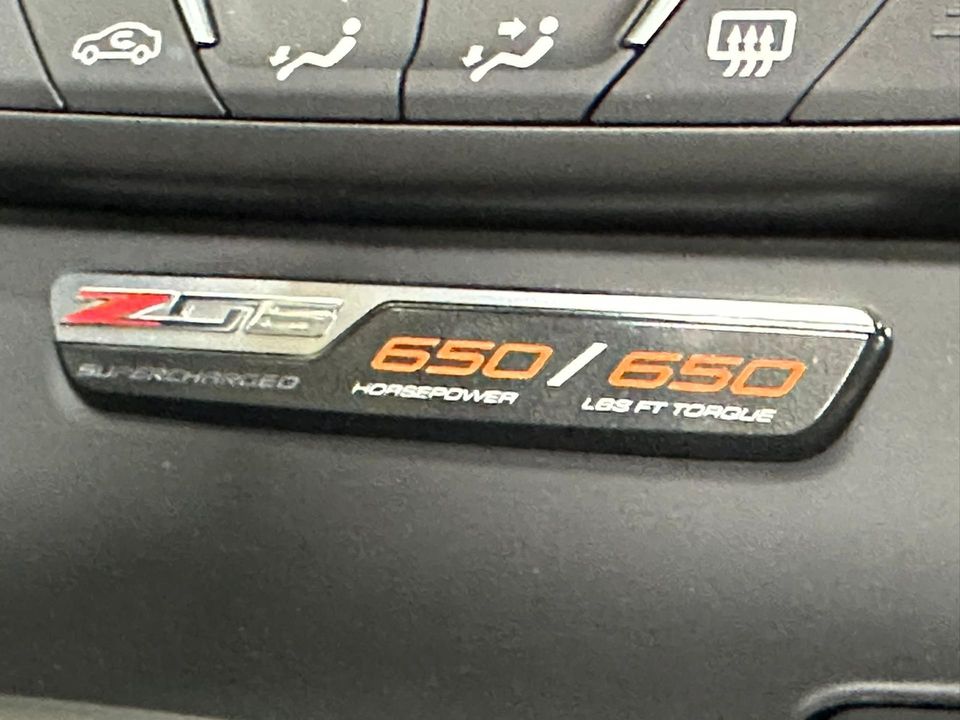 Z06
650 / 650
SUPERCHARGED
HORSEPOWER
LBS FT TORQUE